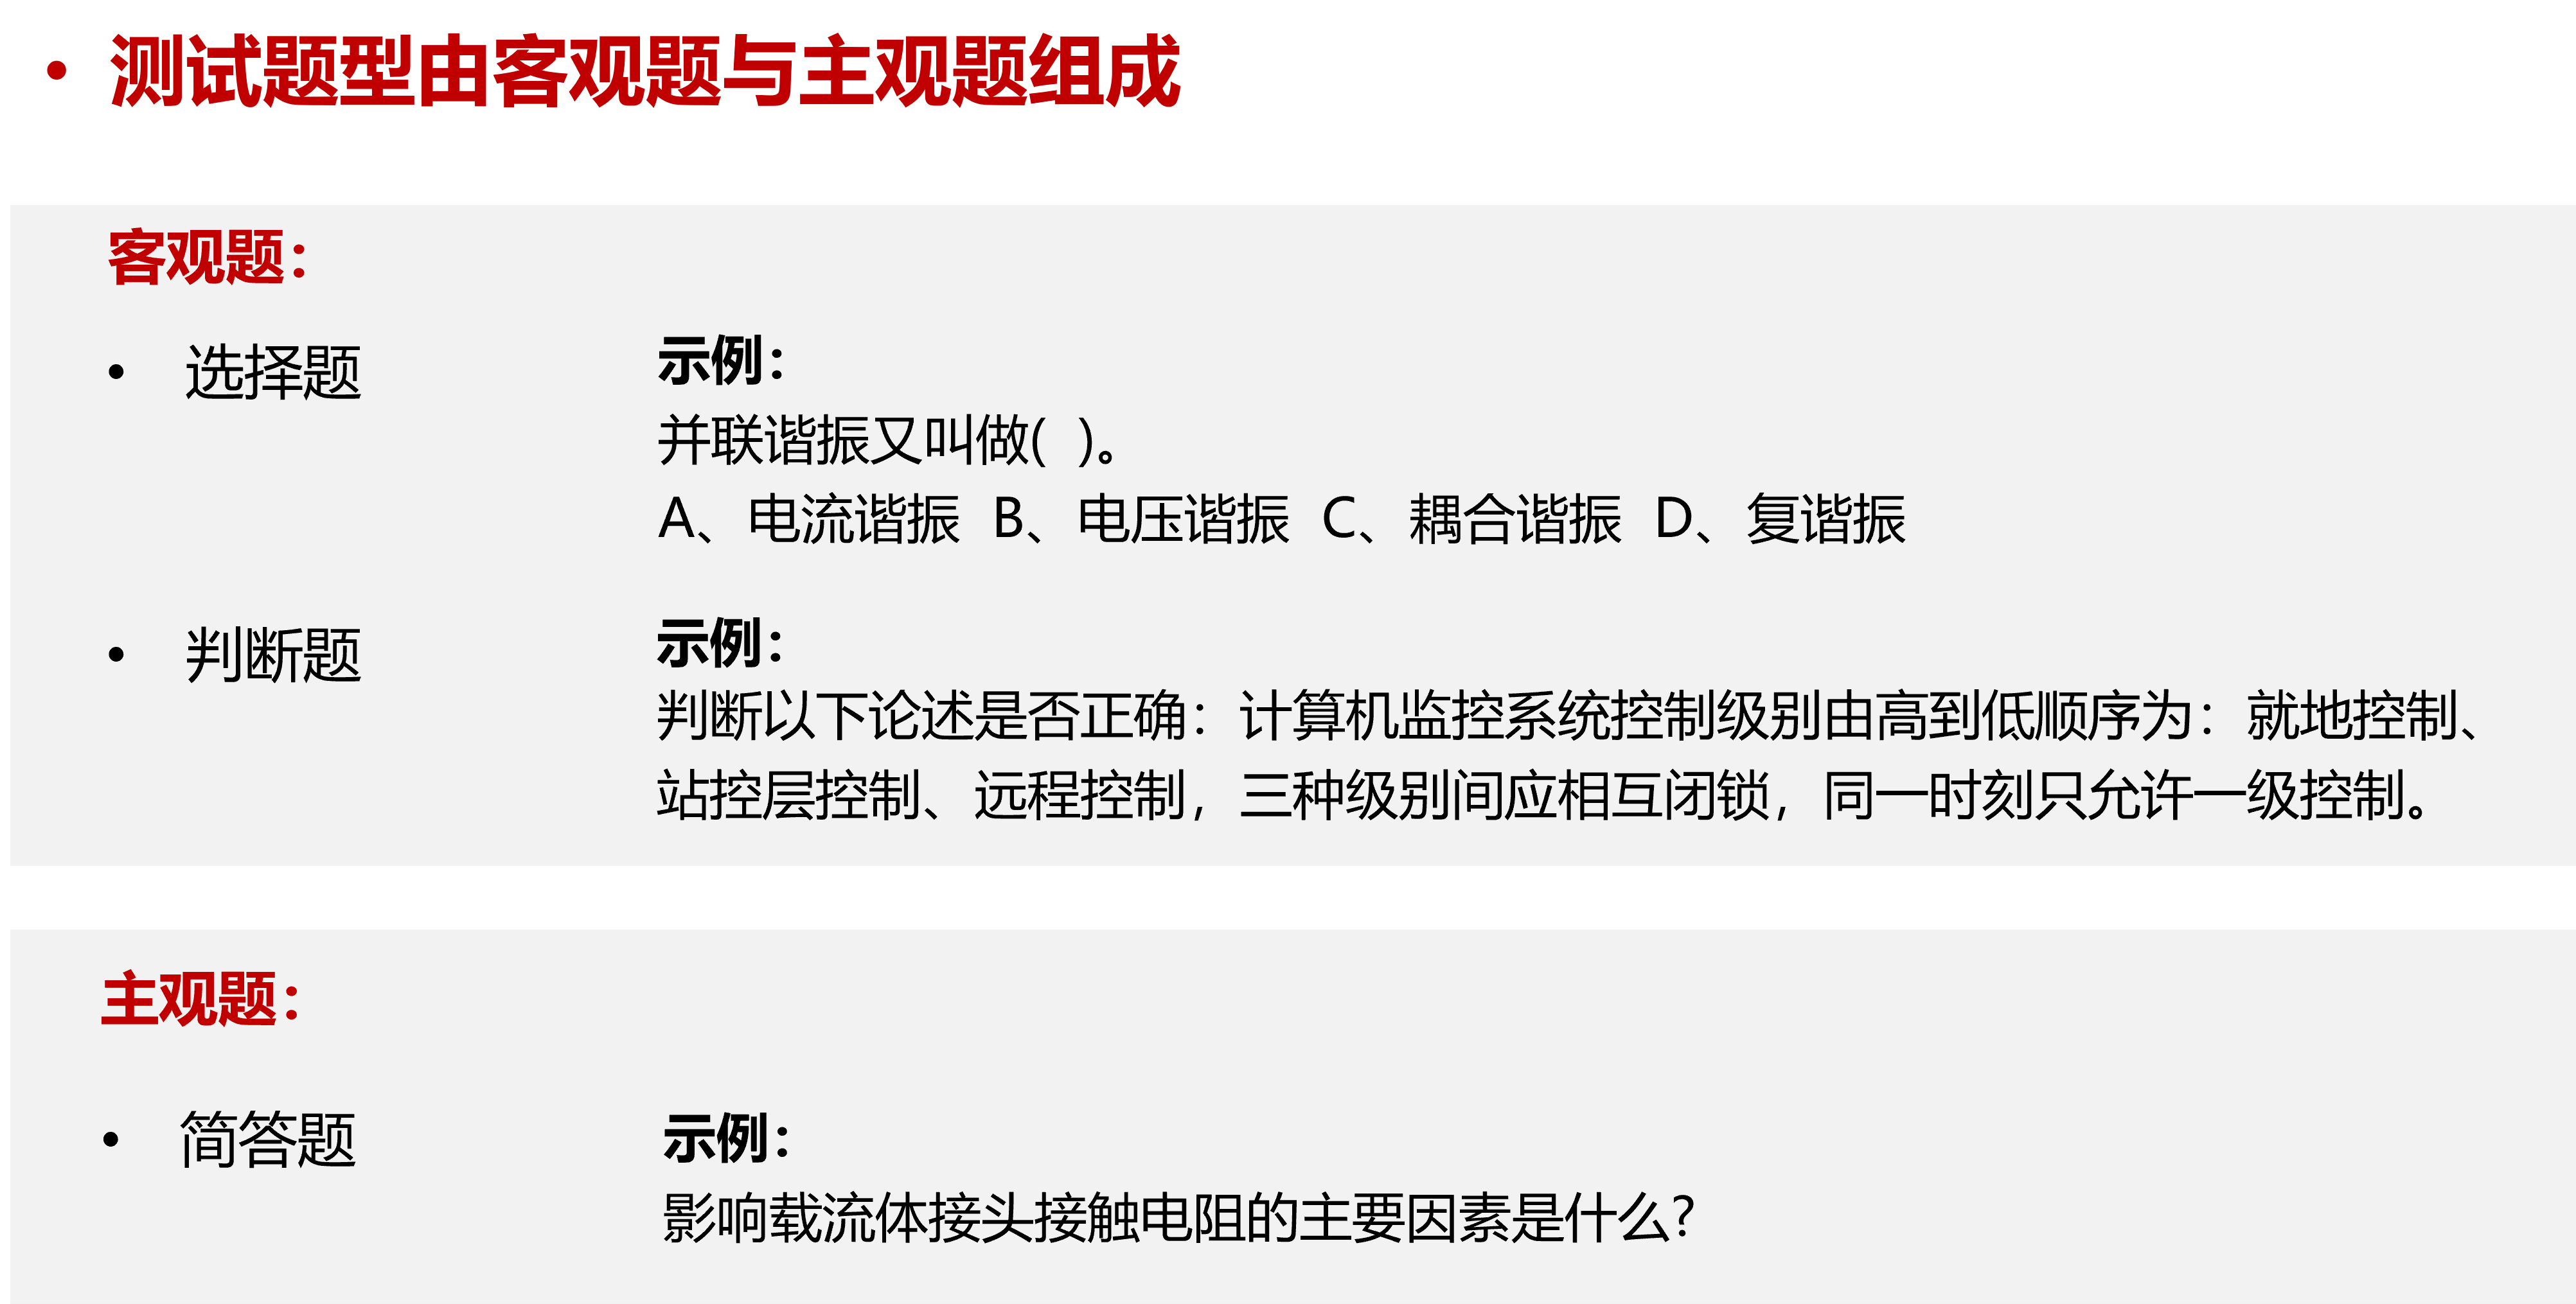 • 测试题型由客观题与主观题组成
客观题：
• 选择题
示例：
并联谐振又叫做( )。
A、电流谐振 B、电压谐振 C、耦合谐振 D、复谐振
• 判断题
示例：
判断以下论述是否正确：计算机监控系统控制级别由高到低顺序为：就地控制、
站控层控制、远程控制，三种级别间应相互闭锁，同一时刻只允许一级控制。
主观题：
• 简答题
示例：
影响载流体接头接触电阻的主要因素是什么?